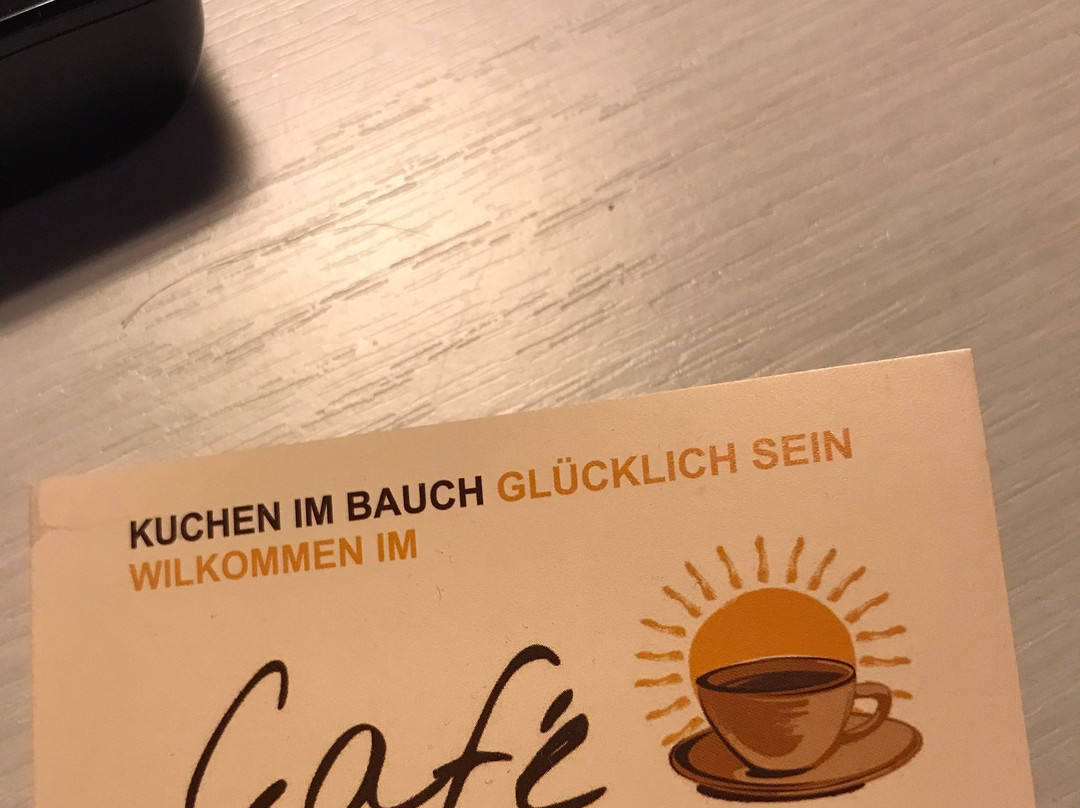 KUCHEN IM BAUCH GLÜCKLICH SEIN
WILKOMMEN IM
Café